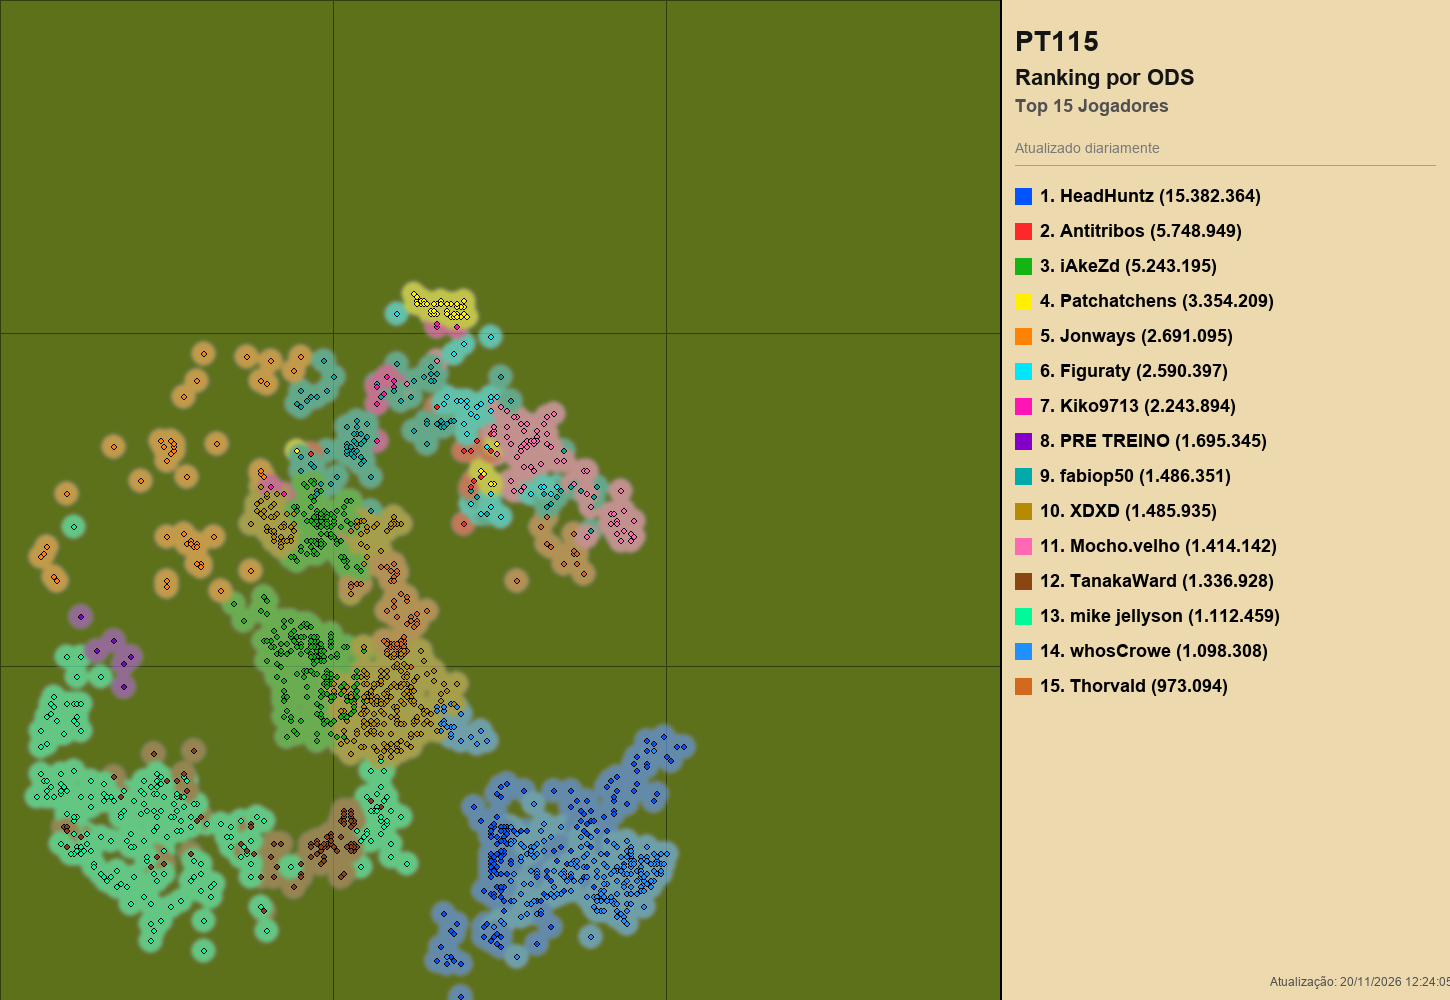 PT115
Ranking por ODS
Top 15 Jogadores
Atualizado diariamente
1. HeadHuntz (15.382.364)
2. Antitribos (5.748.949)
3. iAkeZd (5.243.195)
4. Patchatchens (3.354.209)
5. Jonways (2.691.095)
6. Figuraty (2.590.397)
7. Kiko9713 (2.243.894)
8. PRE TREINO (1.695.345)
9. fabiop50 (1.486.351)
10. XDXD (1.485.935)
11. Mocho.velho (1.414.142)
12. TanakaWard (1.336.928)
13. mike jellyson (1.112.459)
14. whosCrowe (1.098.308)
15. Thorvald (973.094)
Atualização: 20/11/2026 12:24:05